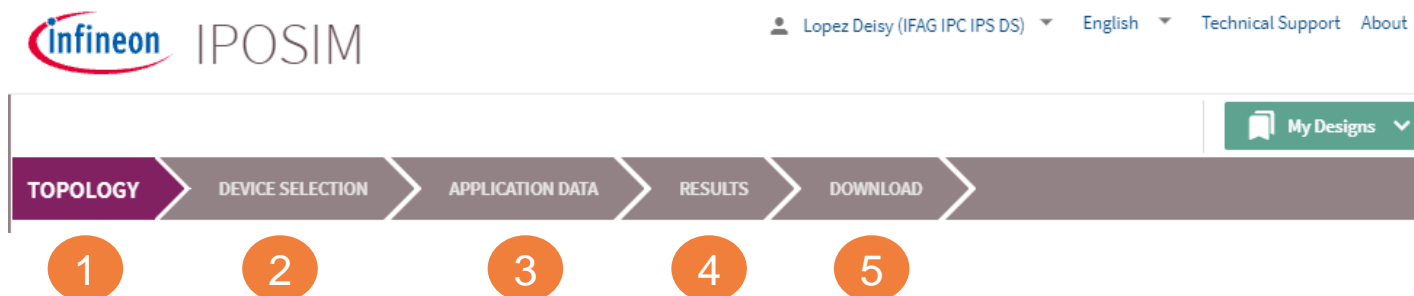 infineon IPOSIM Lopez Deisy (IFAG IPC IPS DS) English Technical Support About
My Designs
TOPOLOGY DEVICE SELECTION APPLICATION DATA RESULTS DOWNLOAD
1 2 3 4 5